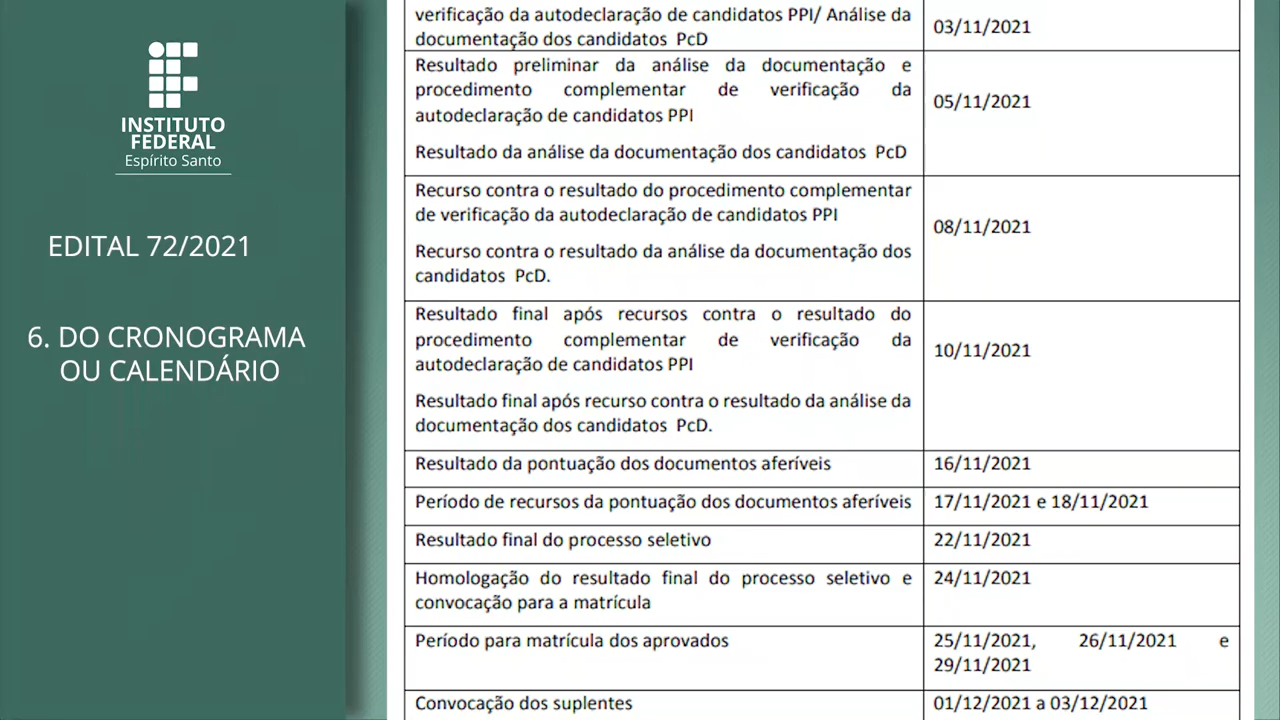 INSTITUTO
FEDERAL
Espírito Santo
EDITAL 72/2021
6. DO CRONOGRAMA
OU CALENDÁRIO
verificação da autodeclaração de candidatos PPI/ Análise da
documentação dos candidatos PcD
03/11/2021
Resultado preliminar da análise da documentação e
procedimento complementar de verificação da
autodeclaração de candidatos PPI
Resultado da análise da documentação dos candidatos PcD
05/11/2021
Recurso contra o resultado do procedimento complementar
de verificação da autodeclaração de candidatos PPI
Recurso contra o resultado da análise da documentação dos
candidatos PcD.
08/11/2021
Resultado final após recursos contra o resultado do
procedimento complementar de verificação da
autodeclaração de candidatos PPI
Resultado final após recurso contra o resultado da análise da
documentação dos candidatos PcD.
10/11/2021
Resultado da pontuação dos documentos aferíveis
16/11/2021
Período de recursos da pontuação dos documentos aferíveis
17/11/2021 e 18/11/2021
Resultado final do processo seletivo
22/11/2021
Homologação do resultado final do processo seletivo e
convocação para a matrícula
24/11/2021
Período para matrícula dos aprovados
25/11/2021, 26/11/2021 e
29/11/2021
Convocação dos suplentes
01/12/2021 a 03/12/2021